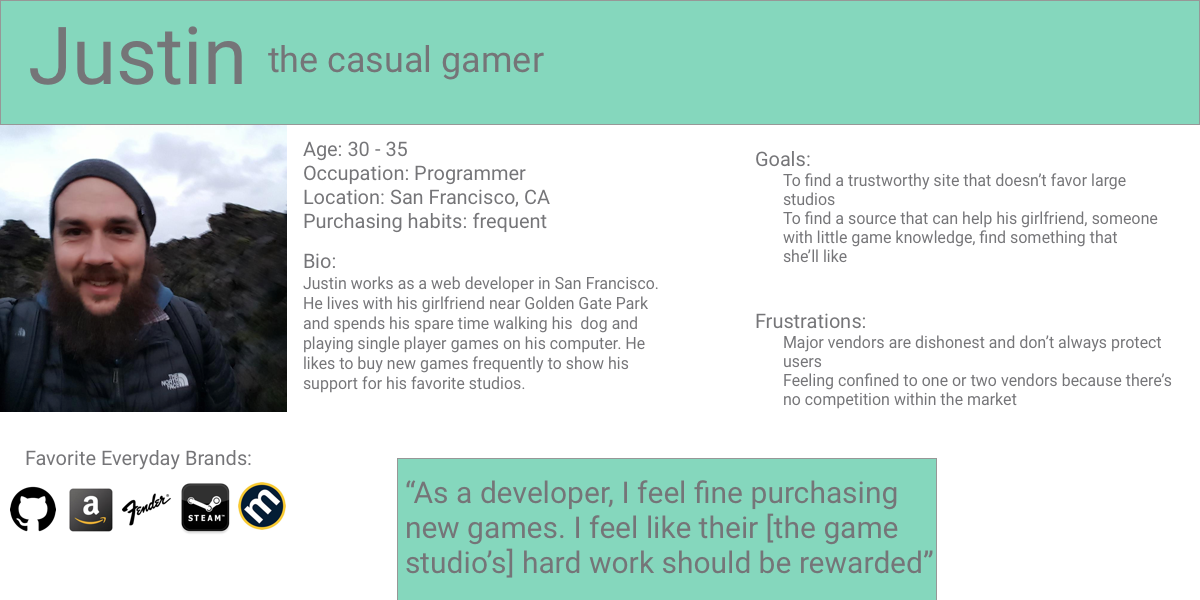 Justin the casual gamer
Age: 30 - 35
Occupation: Programmer
Location: San Francisco, CA
Purchasing habits: frequent
Bio:
Justin works as a web developer in San Francisco.
He lives with his girlfriend near Golden Gate Park
and spends his spare time walking his  dog and
playing single player games on his computer. He
likes to buy new games frequently to show his
support for his favorite studios.
Goals:
To find a trustworthy site that doesn’t favor large
studios
To find a source that can help his girlfriend, someone
with little game knowledge, find something that
she’ll like
Frustrations:
Major vendors are dishonest and don’t always protect
users
Feeling confined to one or two vendors because there’s
no competition within the market
THE
NORTH
FACE
Favorite Everyday Brands:
a
Fender
STEAM™
m
“As a developer, I feel fine purchasing
new games. I feel like their [the game
studio’s] hard work should be rewarded”